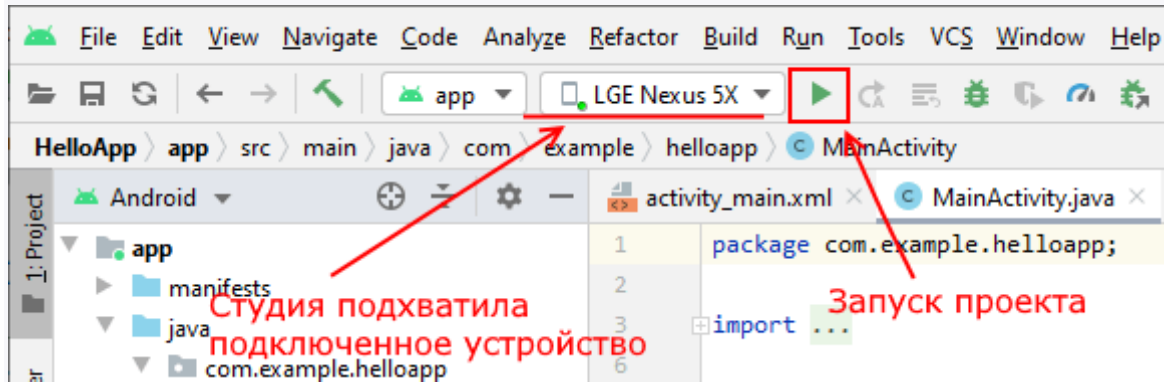 File Edit View Navigate Code Analyze Refactor Build Run Tools VCS Window Help
app LGE Nexus 5X
HelloApp app src main java com example helloapp C MainActivity
1: Project
Android
activity_main.xml
C MainActivity.java
app
manifests
java
com.example.helloapp
1 package com.example.helloapp;
2
3 import ...
6
Студия подхватила
подключенное устройство
Запуск проекта